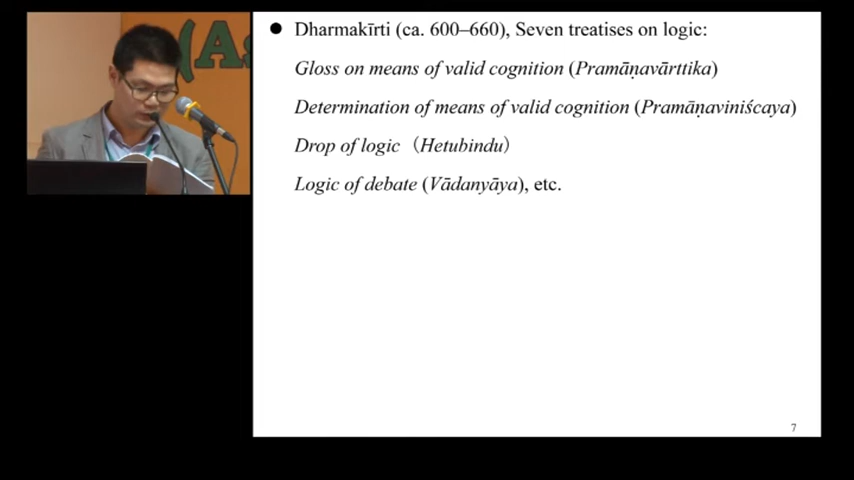 (As
● Dharmakīrti (ca. 600–660), Seven treatises on logic:
Gloss on means of valid cognition (Pramāṇavārttika)
Determination of means of valid cognition (Pramāṇaviniścaya)
Drop of logic（Hetubindu）
Logic of debate (Vādanyāya), etc.
7